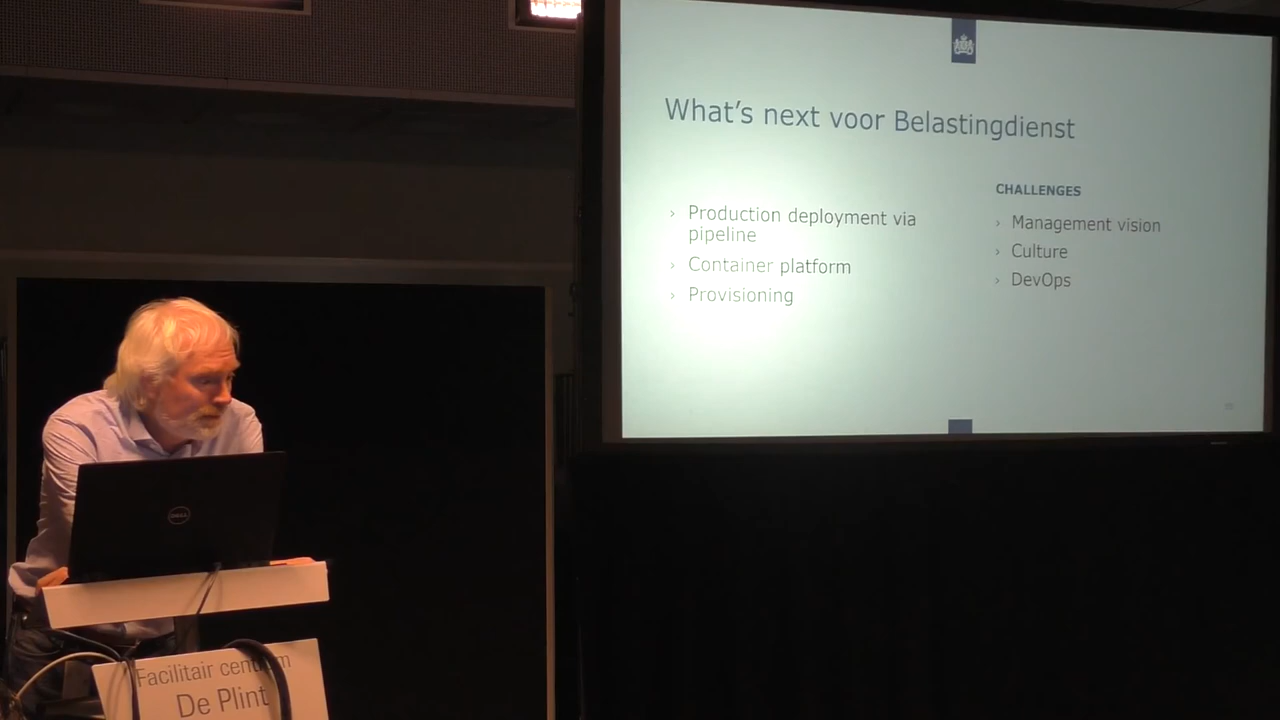 What's next voor Belastingdienst
› Production deployment via
pipeline
› Container platform
› Provisioning
CHALLENGES
› Management vision
› Culture
› DevOps
DELL
Facilitair centrum
De Plint